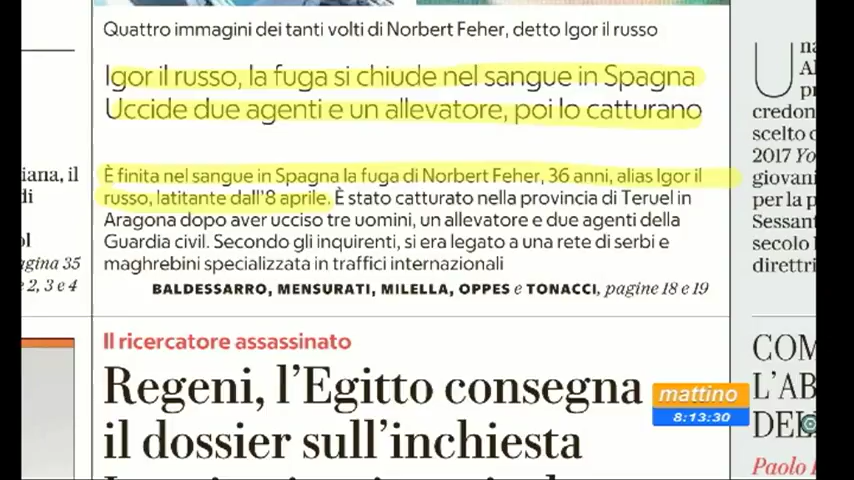 Quattro immagini dei tanti volti di Norbert Feher, detto Igor il russo
Igor il russo, la fuga si chiude nel sangue in Spagna
Uccide due agenti e un allevatore, poi lo catturano
È finita nel sangue in Spagna la fuga di Norbert Feher, 36 anni, alias Igor il
russo, latitante dall'8 aprile. È stato catturato nella provincia di Teruel in
Aragona dopo aver ucciso tre uomini, un allevatore e due agenti della
Guardia civil. Secondo gli inquirenti, si era legato a una rete di serbi e
maghrebini specializzata in traffici internazionali
BALDESSARRO, MENSURATI, MILELLA, OPPES e TONACCI, pagine 18 e 19
Il ricercatore assassinato
Regeni, l'Egitto consegna
il dossier sull'inchiesta
iana, il
di
ol
agina 35
e 2, 3 e 4
U
na
Al
pr
credon
scelto c
2017 Yo
giovani
per la p
Sessant
secolo l
direttri
COM
L'AB
DEL
Paolo
mattino
8:13:30